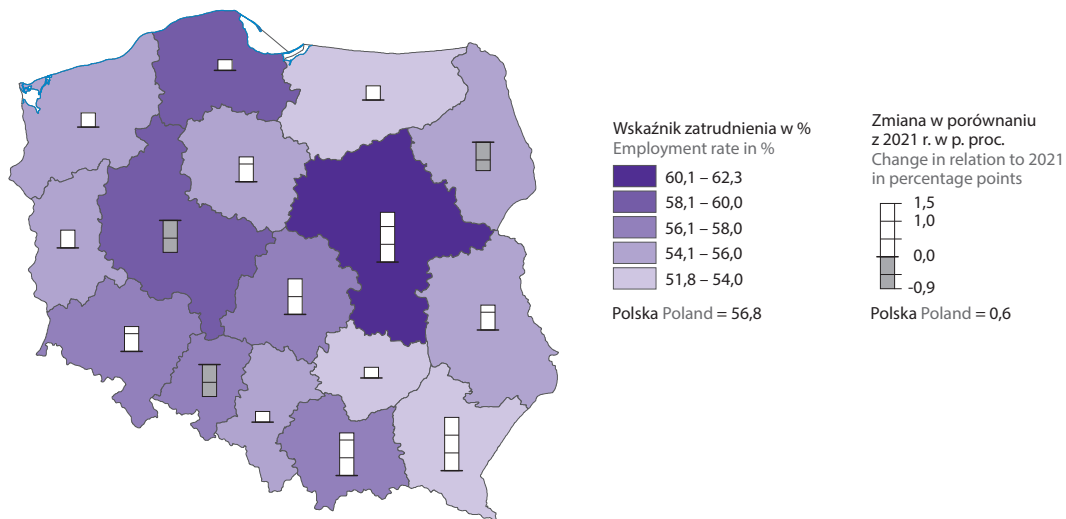 Wskaźnik zatrudnienia w %
Employment rate in %
60,1 – 62,3
58,1 – 60,0
56,1 – 58,0
54,1 – 56,0
51,8 – 54,0
Polska Poland = 56,8
Zmiana w porównaniu
z 2021 r. w p. proc.
Change in relation to 2021
in percentage points
1,5
1,0
0,0
-0,9
Polska Poland = 0,6